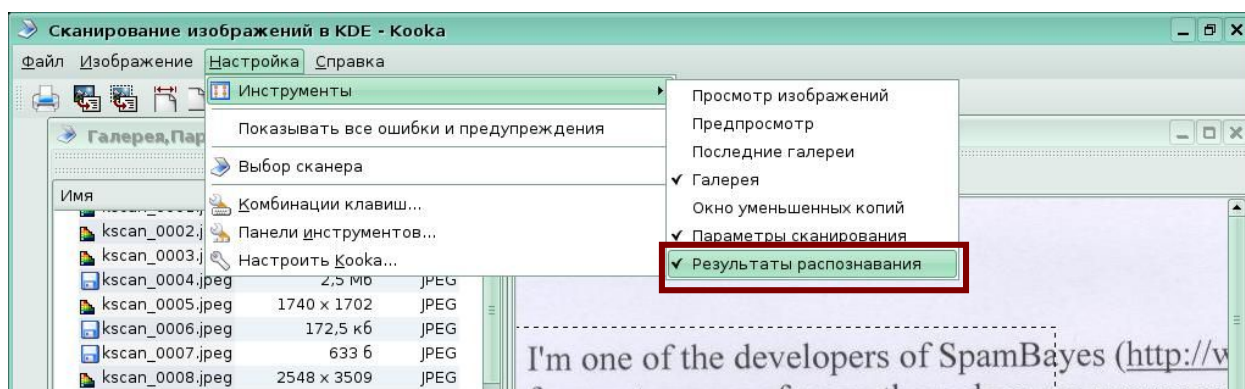 Сканирование изображений в KDE - Kooka
Файл Изображение Настройка Справка
Инструменты
Показывать все ошибки и предупреждения
Выбор сканера
Комбинации клавиш...
Панели инструментов...
Настроить Kooka...
Просмотр изображений
Предпросмотр
Последние галереи
Галерея
Окно уменьшенных копий
Параметры сканирования
Результаты распознавания
Галерея,Пар
Имя
kscan_0002.j
kscan_0003.j
kscan_0004.jpeg 2,5 Мб JPEG
kscan_0005.jpeg 1740 x 1702 JPEG
kscan_0006.jpeg 172,5 кб JPEG
kscan_0007.jpeg 633 б JPEG
kscan_0008.jpeg 2548 x 3509 JPEG
I'm one of the developers of SpamBayes (http://w